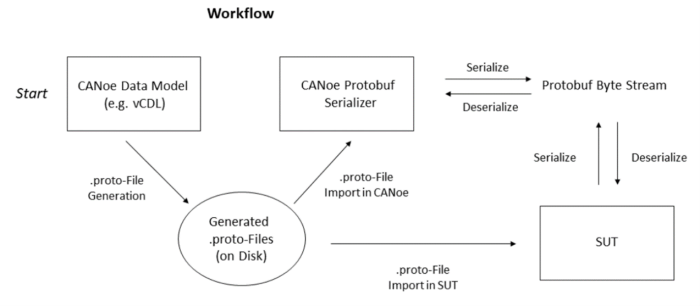 Workflow
Start
CANoe Data Model
(e.g. vCDL)
CANoe Protobuf
Serializer
Serialize
Deserialize
Protobuf Byte Stream
.proto-File
Generation
.proto-File
Import in CANoe
Serialize
Deserialize
Generated
.proto-Files
(on Disk)
.proto-File
Import in SUT
SUT